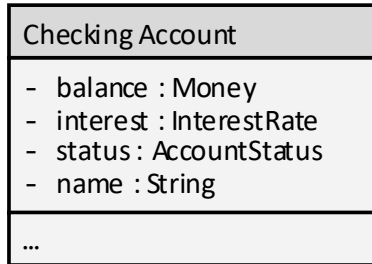 Checking Account
- balance : Money
- interest : InterestRate
- status : AccountStatus
- name : String
...